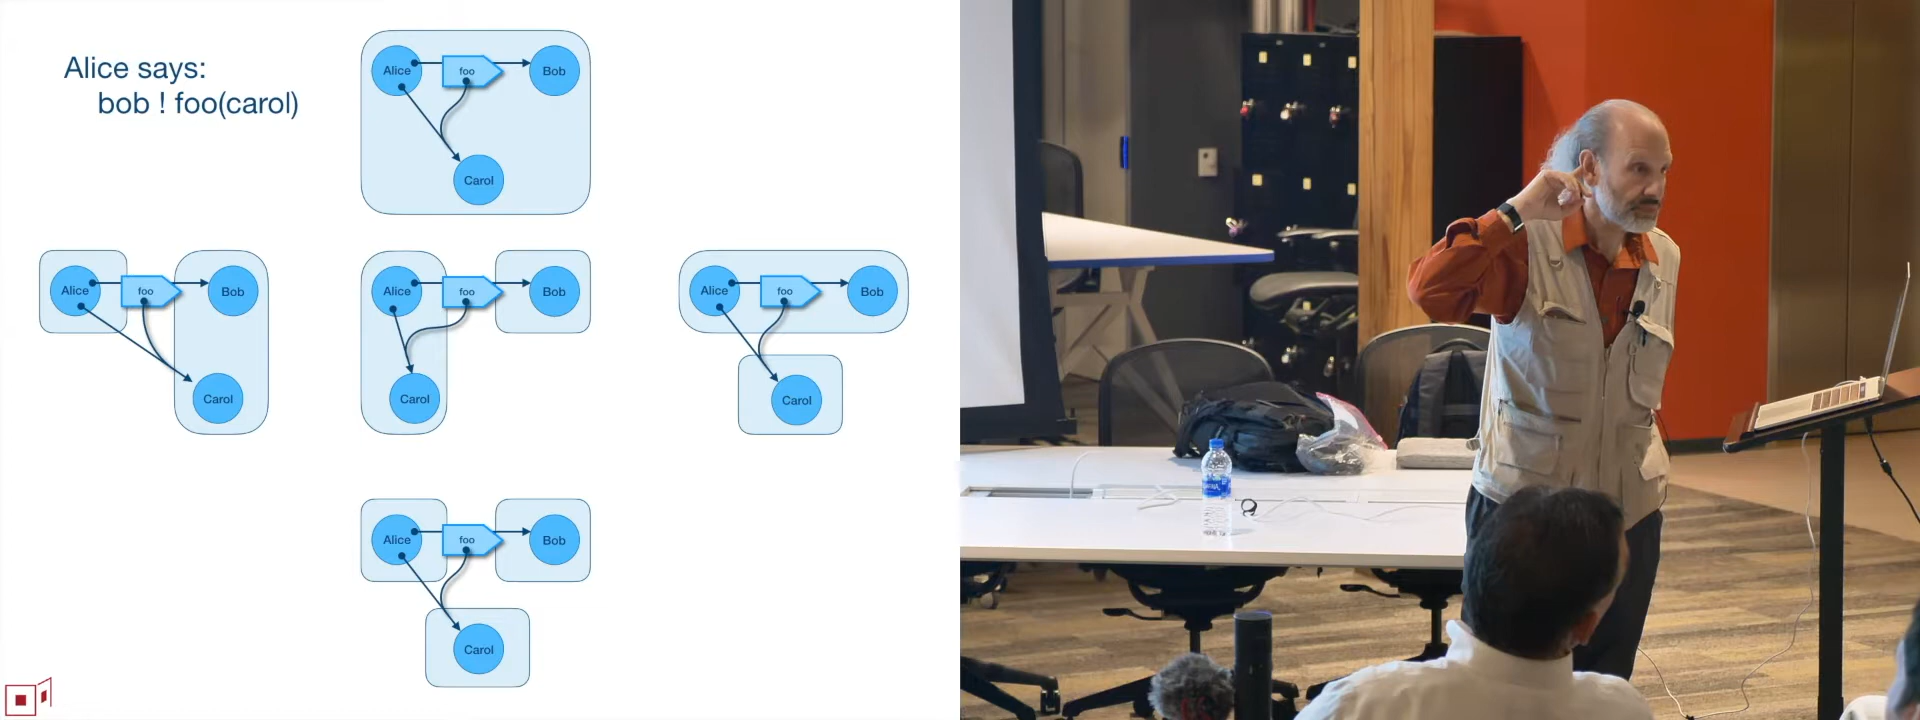 Alice says:
bob ! foo(carol)
Alice
foo
Bob
Carol
Alice
foo
Bob
Carol
Alice
foo
Bob
Carol
Alice
foo
Bob
Carol
Alice
foo
Bob
Carol